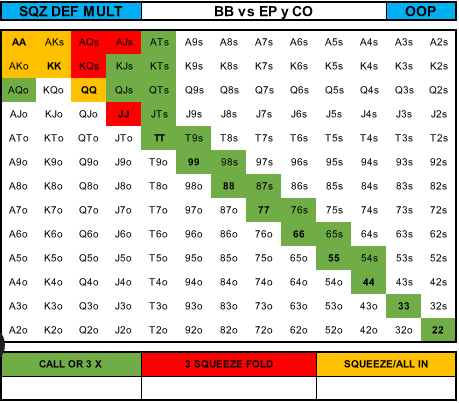 SQZ DEF MULT BB vs EP y CO OOP
AA AKs AQs AJs ATs A9s A8s A7s A6s A5s A4s A3s A2s
AKo KK KQs KJs KTs K9s K8s K7s K6s K5s K4s K3s K2s
AQo KQo QQ QJs QTs Q9s Q8s Q7s Q6s Q5s Q4s Q3s Q2s
AJo KJo QJo JJ JTs J9s J8s J7s J6s J5s J4s J3s J2s
ATo KTo QTo JTo TT T9s T8s T7s T6s T5s T4s T3s T2s
A9o K9o Q9o J9o T9o 99 98s 97s 96s 95s 94s 93s 92s
A8o K8o Q8o J8o T8o 98o 88 87s 86s 85s 84s 83s 82s
A7o K7o Q7o J7o T7o 97o 87o 77 76s 75s 74s 73s 72s
A6o K6o Q6o J6o T6o 96o 86o 76o 66 65s 64s 63s 62s
A5o K5o Q5o J5o T5o 95o 85o 75o 65o 55 54s 53s 52s
A4o K4o Q4o J4o T4o 94o 84o 74o 64o 54o 44 43s 42s
A3o K3o Q3o J3o T3o 93o 83o 73o 63o 53o 43o 33 32s
A2o K2o Q2o J2o T2o 92o 82o 72o 62o 52o 42o 32o 22
CALL OR 3 X 3 SQUEEZE FOLD SQUEEZE/ALL IN